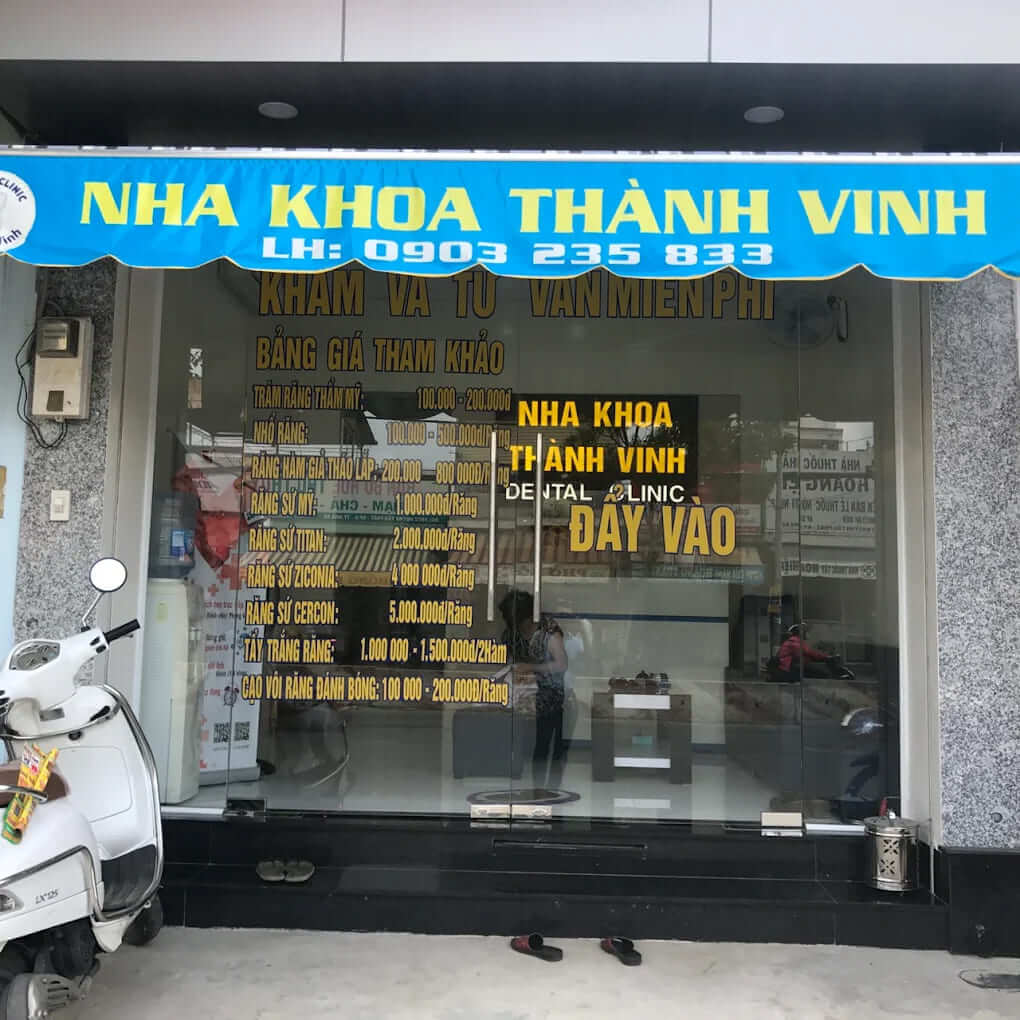 CLINIC
Vinh
NHA KHOA THÀNH VINH
LH: 0903 235 833
KHÁM VÀ TƯ VẤN MIỄN PHÍ
BẢNG GIÁ THAM KHẢO
TRÁM RĂNG THẨM MỸ: 100.000 - 200.000đ
NHỔ RĂNG: 100.000 - 500.000đ/Răng
RĂNG HÀM GIẢ THÁO LẮP: 200.000 800.000Đ/Răng
RĂNG SỨ MỸ: 1.000.000đ/Răng
RĂNG SỨ TITAN: 2.000.000đ/Răng
RĂNG SỨ ZICONIA: 4 000 000đ/Răng
RĂNG SỨ CERCON: 5.000.000đ/Răng
TẨY TRẮNG RĂNG: 1.000 000 - 1.500.000đ/2Hàm
CẠO VÔI RĂNG ĐÁNH BÓNG: 100 000 - 200.000Đ/Răng
NHA KHOA
THÀNH VINH
DENTAL CLINIC
ĐẨY VÀO
NHÀ THUỐC
LX125